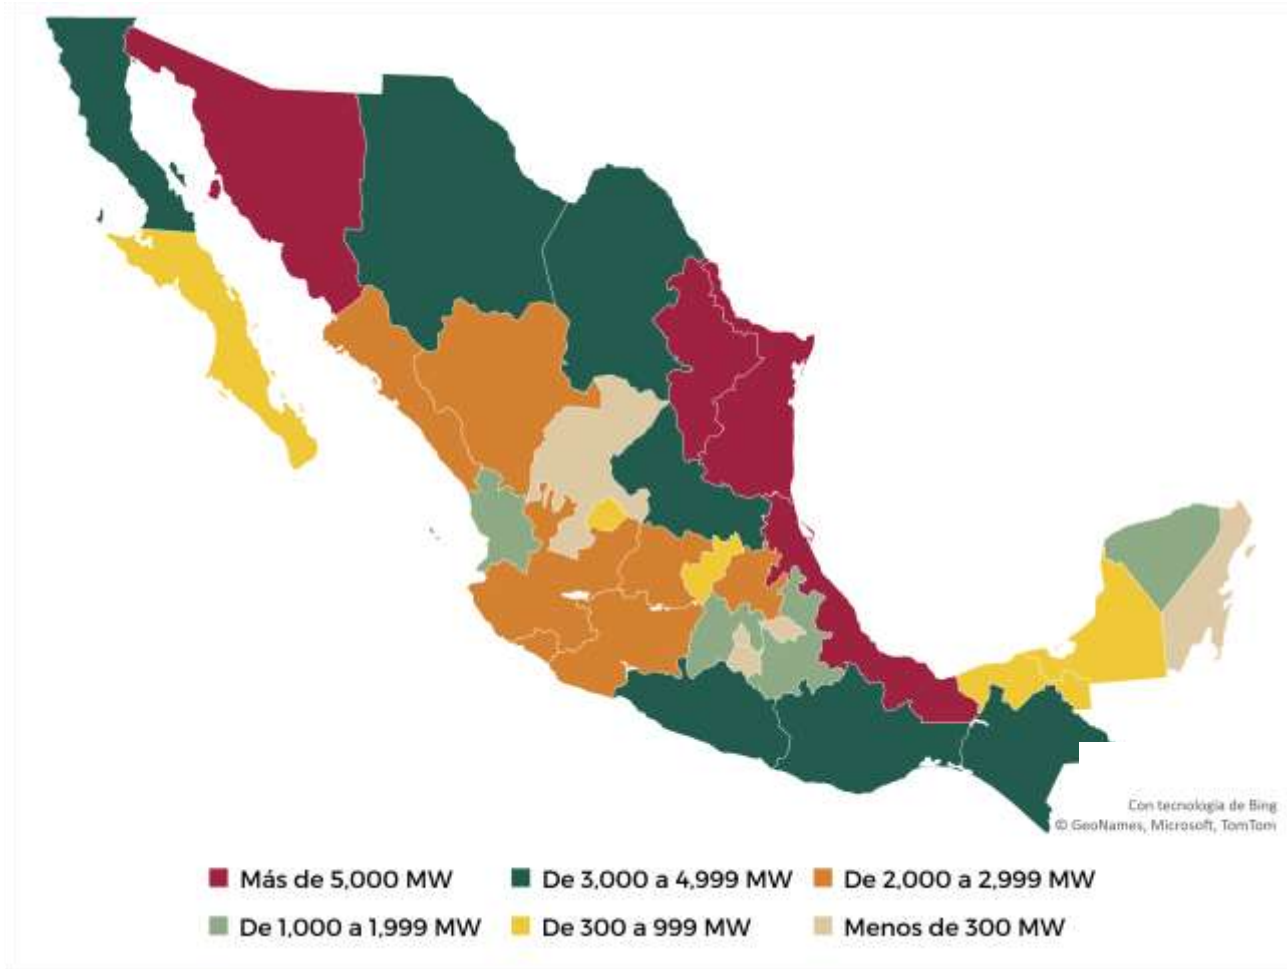 Con tecnología de Bing
© GeoNames, Microsoft, TomTom
Más de 5,000 MW
De 3,000 a 4,999 MW
De 2,000 a 2,999 MW
De 1,000 a 1,999 MW
De 300 a 999 MW
Menos de 300 MW